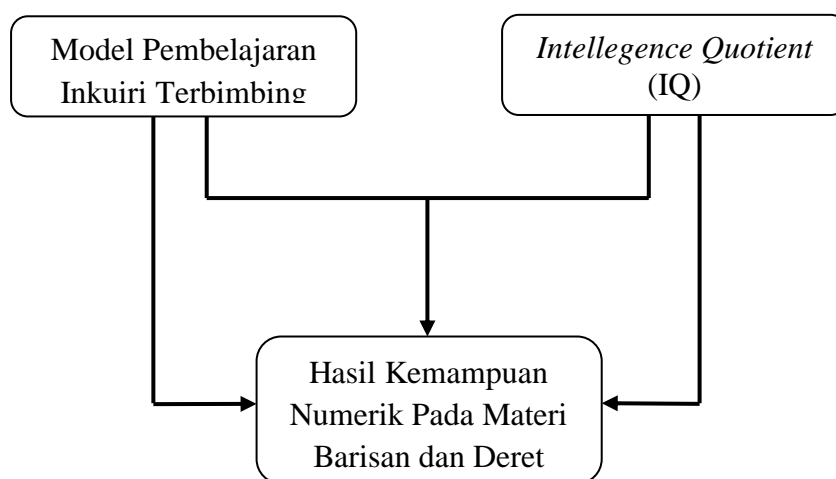 Model Pembelajaran
Inkuiri Terbimbing
Intellegence Quotient
(IQ)
Hasil Kemampuan
Numerik Pada Materi
Barisan dan Deret